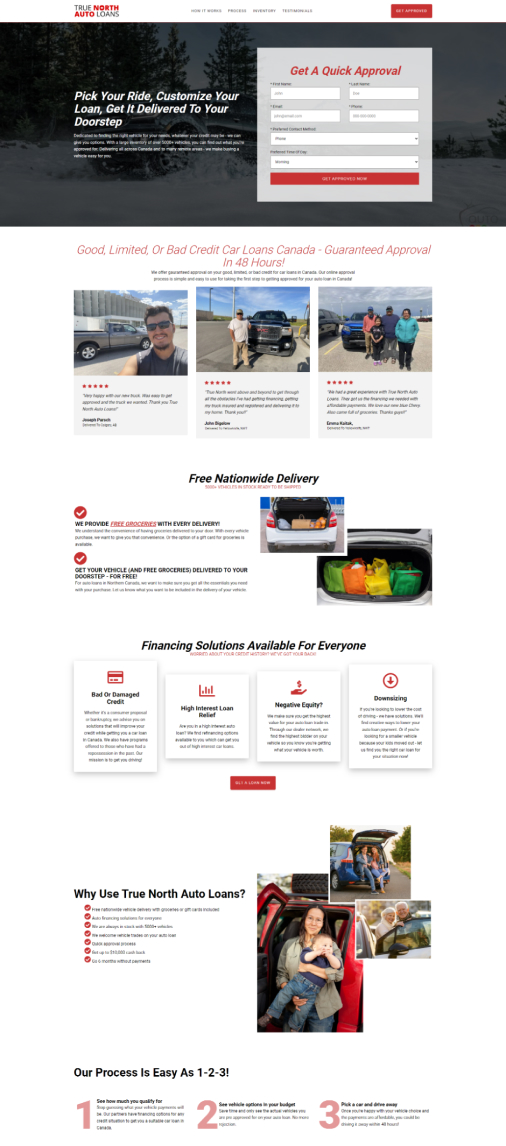 TRUE NORTH
AUTO LOANS
HOW IT WORKS
PROCESS
INVENTORY
TESTIMONIALS
GET APPROVED
Pick Your Ride, Customize Your
Loan, Get It Delivered To Your
Doorstep
Dedicated to finding the right vehicle for your needs, whatever your credit may be - we can
give you options. With a large inventory of over 5000+ vehicles, you can find out what you're
approved for. Delivering all across Canada and to many service areas - we make buying a
vehicle easy for you.
Get A Quick Approval
* First Name
* Last Name
John
Doe
* Email
* Phone
john@email.com
000-000-0000
* Preferred Contact Method
Phone
Preferred Time Of Day
Morning
GET APPROVED NOW
Good, Limited, Or Bad Credit Car Loans Canada - Guaranteed Approval
In 48 Hours!
We offer guaranteed approval on your good, limited, or bad credit for car loans in Canada. Our online approval
process is simple and easy to use for taking the first step to getting approved for your auto loan in Canada!
"Very happy with our new truck. Was easy to get
approved and the truck we wanted. Thank you True
North Auto Loans"
Joseph Parsch
Delivered To Calgary, AB
"True North went above and beyond to get through
all the obstacles I've had getting financing, getting
my truck insured and registered and delivering it to
my home. Thank you!!"
John Bigelow
Delivered To Yellowknife, NWT
"We had a great experience with True North Auto
Loans. They got us the financing we needed with
affordable payments. We love our new blue Chevy.
Also came full of groceries. Thanks guys!"
Emma Kaitak,
Delivered To Yellowknife, NWT
Free Nationwide Delivery
5000+ VEHICLES IN STOCK READY TO BE SHIPPED
WE PROVIDE FREE GROCERIES WITH EVERY DELIVERY!
We understand the convenience of having groceries delivered to your door. With every vehicle
purchase, we want to give you that convenience. Or the option of a gift card for groceries is
available.
GET YOUR VEHICLE (AND FREE GROCERIES) DELIVERED TO YOUR
DOORSTEP - FOR FREE!
For auto loans in Northern Canada, we want to make sure you get all the essentials you need
with your purchase. Let us know what you want to be included in the delivery of your vehicle.
Financing Solutions Available For Everyone
WORRIED ABOUT YOUR CREDIT HISTORY? WE'VE GOT YOUR BACK!
Bad Or Damaged
Credit
Whether it's a consumer proposal
or bankruptcy, we advise you on
solutions that will improve your
credit while getting you a car loan
in Canada. We also have programs
offered to those who have had a
repossession in the past. Our
mission is to get you driving!
High Interest Loan
Relief
Are you in a high interest auto
loan? We find refinancing options
available to you which can get you
out of high interest car loans.
Negative Equity?
We make sure you get the highest
value for your auto loan trade in.
Through our dealer network, we
find the highest bidder so your
vehicle so you know you're getting
what your vehicle is worth.
Downsizing
If you're looking to lower the cost
of driving - we have solutions. We'll
find creative ways to lower your
auto loan payment. Or if you're
looking for a smaller vehicle
because your kids moved out - let
us find you the right car loan for
your situation now!
GET A LOAN NOW
Why Use True North Auto Loans?
Free nationwide vehicle delivery with groceries or gift cards included
Auto financing solutions for everyone
We are always in stock with 5000+ vehicles
We welcome vehicle trades on your auto loan
Quick approval process
Get up to $10,000 cash back
Go 6 months without payments
Our Process Is Easy As 1-2-3!
1
See how much you qualify for
Stop guessing what your vehicle payments will
be. Our partners have financing options for any
credit situation to get you a suitable car loan in
Canada.
2
See vehicle options in your budget
Save time and only see the actual vehicles you
are pre approved for on your auto loan. No more
rejection.
3
Pick a car and drive away
Once you're happy with your vehicle choice and
the payments are affordable, you could be
driving it away within 48 hours!